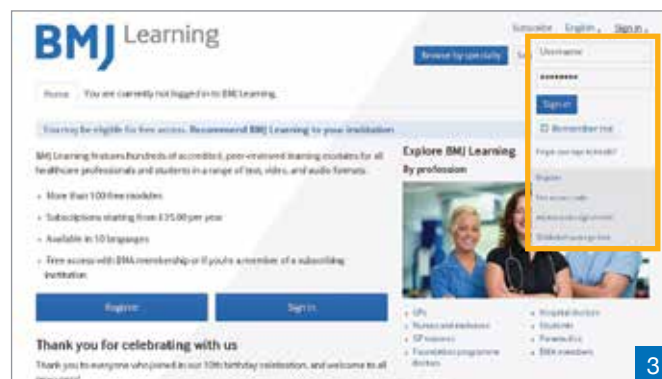 BMJ Learning
Subscribe English Sign in
Browse by specialty
Username
Home You are currently not logged in to BMJ Learning.
Sign in
You may be eligible for free access. Recommend BMJ Learning to your institution
Remember me
BMJ Learning features hundreds of accredited, peer-reviewed learning modules for all
healthcare professionals and students in a range of text, video, and audio formats.
Explore BMJ Learning
By profession
Register
• More than 100 free modules
• Subscriptions starting from £35.00 per year
• Available in 10 languages
• Free access with BMA membership or if you're a member of a subscribing
institution
Register
Sign in
• GPs
• Hospital doctors
• Students
• Foundation programme
doctors
• BMA members
Thank you for celebrating with us
Thank you to everyone who joined in our 10th birthday celebration, and welcome to all
3